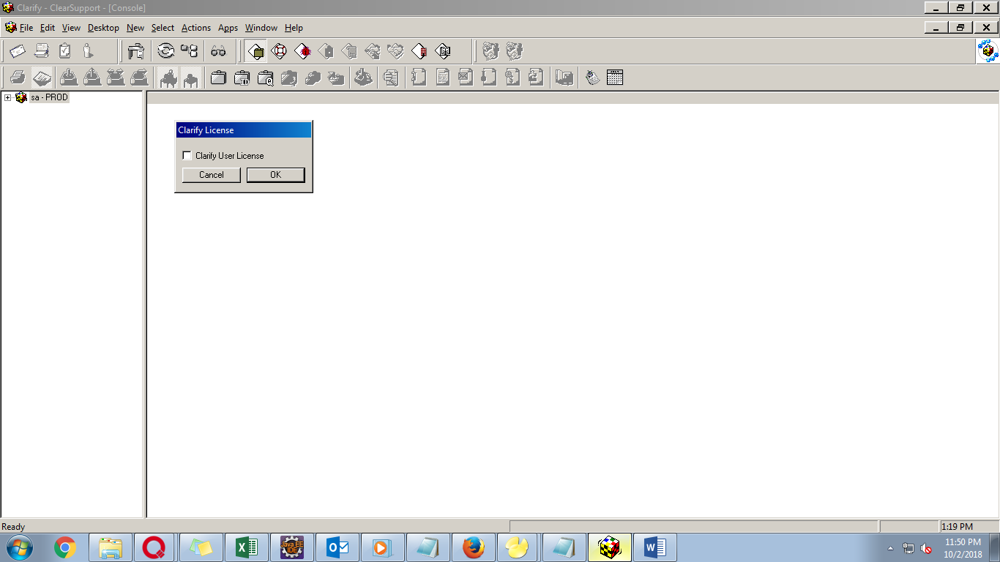 Clarify - ClearSupport - [Console]
File Edit View Desktop New Select Actions Apps Window Help
sa - PROD
Clarify License
Clarify User License
Cancel OK
Ready 1:19 PM
Java EE
IDE
11:50 PM
10/2/2018